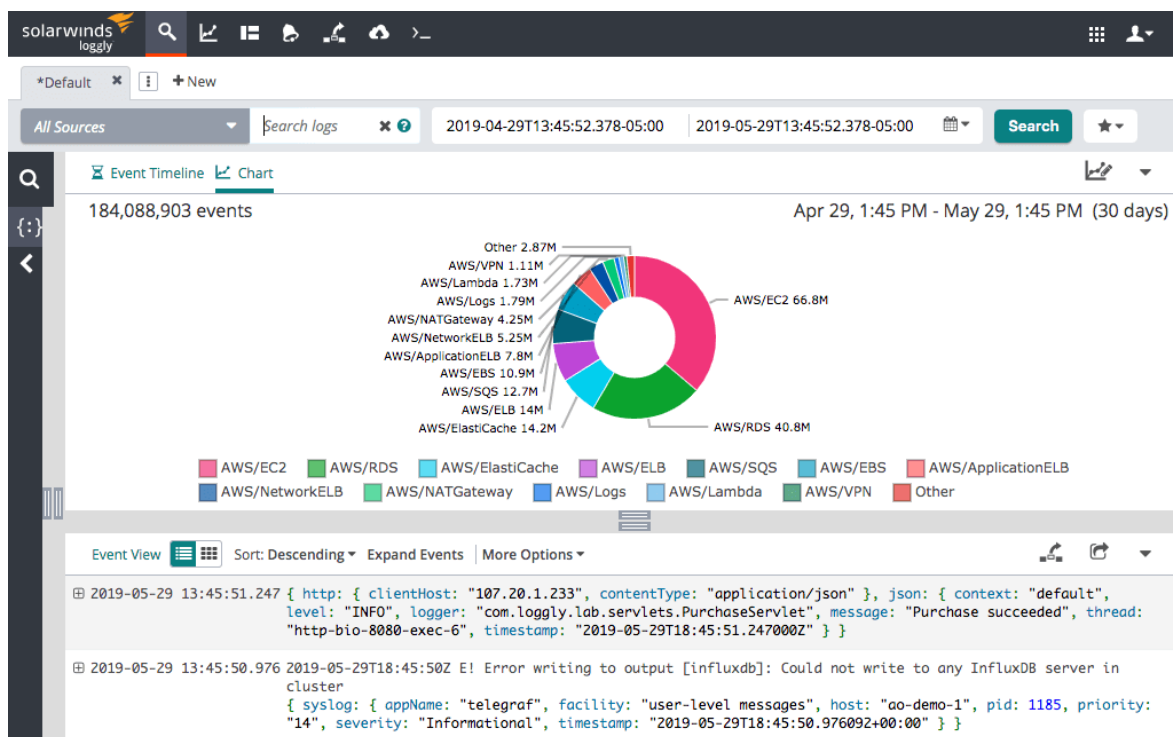 solarwinds
loggly
>_
*Default ✖ + New
All Sources Search logs 2019-04-29T13:45:52.378-05:00 2019-05-29T13:45:52.378-05:00 Search
Event Timeline Chart
184,088,903 events Apr 29, 1:45 PM - May 29, 1:45 PM (30 days)
{:}
Other 2.87M
AWS/VPN 1.11M
AWS/Lambda 1.73M
AWS/Logs 1.79M
AWS/NATGateway 4.25M
AWS/NetworkELB 5.25M
AWS/ApplicationELB 7.8M
AWS/EBS 10.9M
AWS/SQS 12.7M
AWS/ELB 14M
AWS/ElastiCache 14.2M
AWS/EC2 66.8M
AWS/RDS 40.8M
AWS/EC2 AWS/RDS AWS/ElastiCache AWS/ELB AWS/SQS AWS/EBS AWS/ApplicationELB
AWS/NetworkELB AWS/NATGateway AWS/Logs AWS/Lambda AWS/VPN Other
Event View Sort: Descending Expand Events More Options
2019-05-29 13:45:51.247 { http: { clientHost: "107.20.1.233", contentType: "application/json" }, json: { context: "default",
level: "INFO", logger: "com.loggly.lab.servlets.PurchaseServlet", message: "Purchase succeeded", thread:
"http-bio-8080-exec-6", timestamp: "2019-05-29T18:45:51.247000Z" } }
2019-05-29 13:45:50.976 2019-05-29T18:45:50Z E! Error writing to output [influxdb]: Could not write to any InfluxDB server in
cluster
{ syslog: { appName: "telegraf", facility: "user-level messages", host: "ao-demo-1", pid: 1185, priority:
"14", severity: "Informational", timestamp: "2019-05-29T18:45:50.976092+00:00" } }